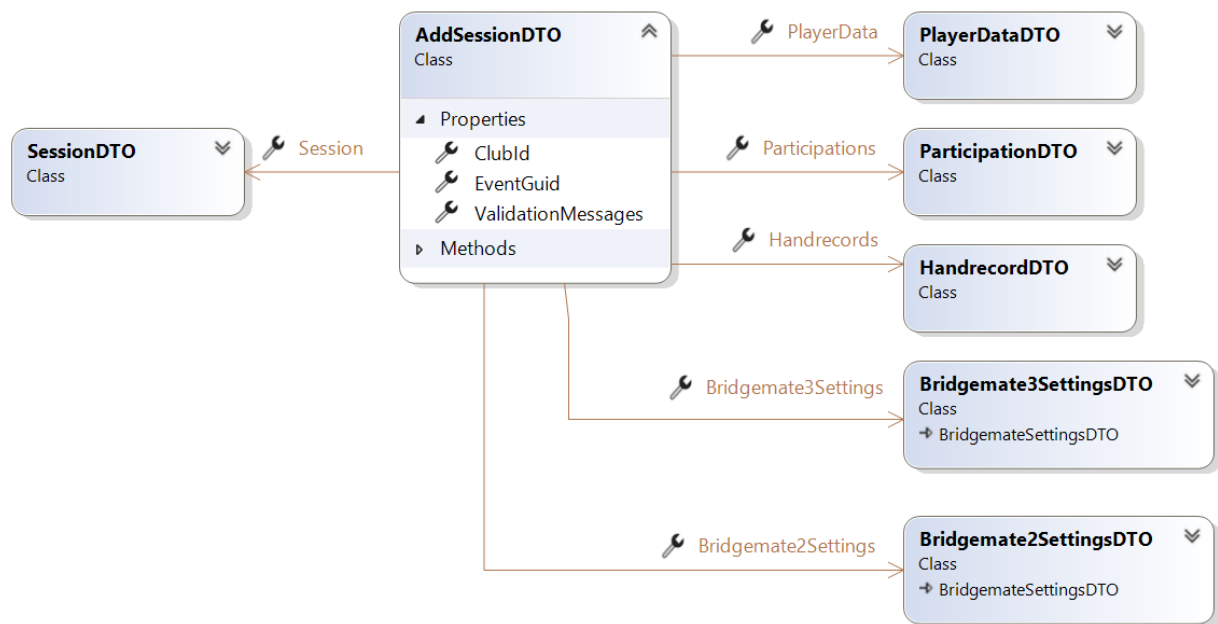 AddSessionDTO
Class
Properties
ClubId
EventGuid
ValidationMessages
Methods
Session
SessionDTO
Class
PlayerData
PlayerDataDTO
Class
Participations
ParticipationDTO
Class
Handrecords
HandrecordDTO
Class
Bridgemate3Settings
Bridgemate3SettingsDTO
Class
BridgemateSettingsDTO
Bridgemate2Settings
Bridgemate2SettingsDTO
Class
BridgemateSettingsDTO